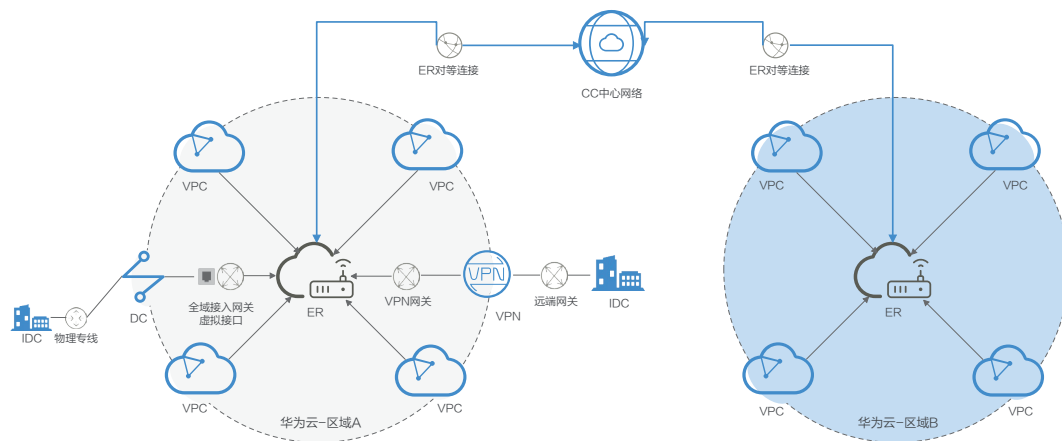 ER对等连接
ER对等连接
CC中心网络
VPC
VPC
VPC
VPC
全域接入网关
虚拟接口
VPN网关
VPN
远端网关
IDC
ER
ER
DC
IDC
物理专线
VPN
VPC
VPC
VPC
VPC
华为云-区域A
华为云-区域B